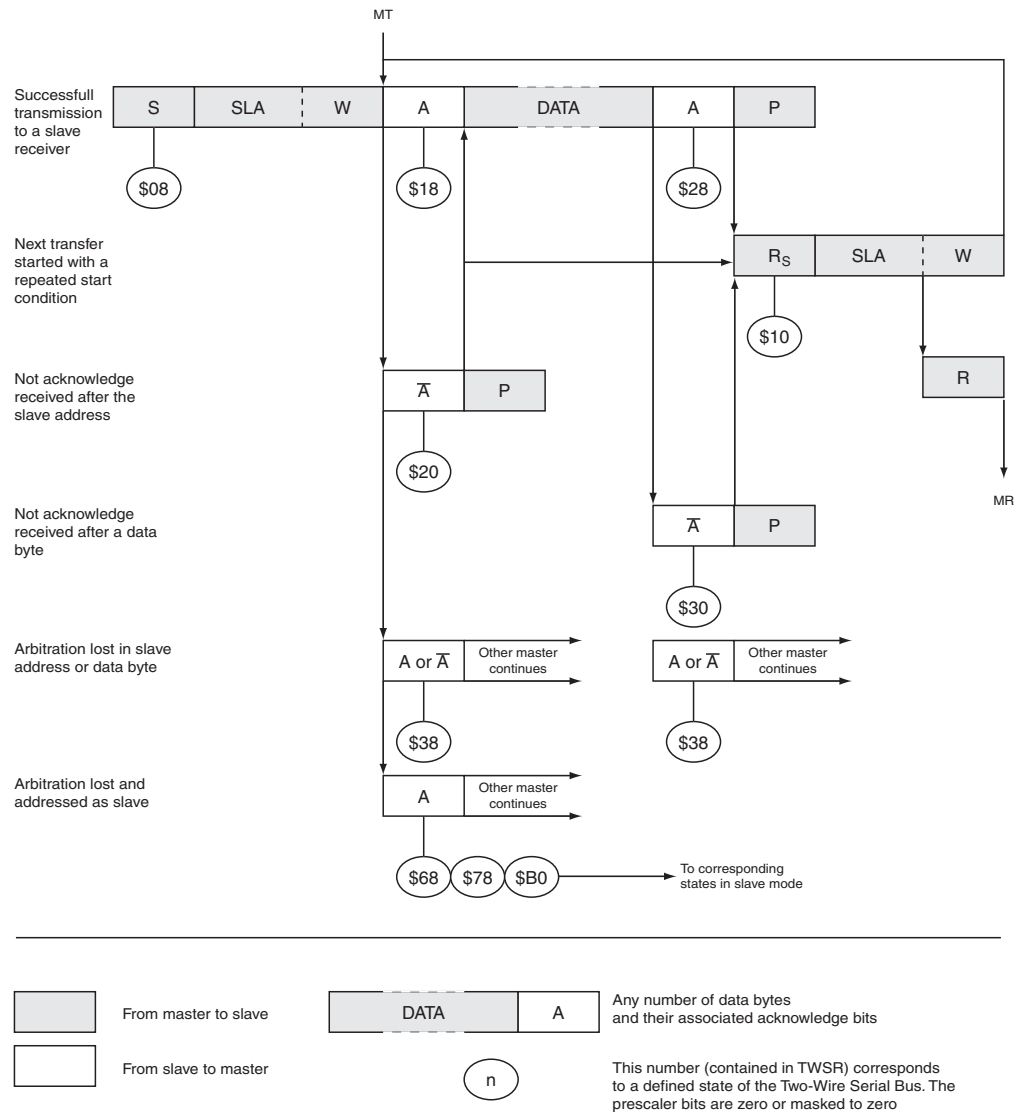 MT
Successfull
transmission
to a slave
receiver
S SLA W A DATA A P
$08 $18 $28
Next transfer
started with a
repeated start
condition
RS SLA W
$10
Not acknowledge
received after the
slave address
A̅ P
R
$20
MR
Not acknowledge
received after a data
byte
A̅ P
$30
Arbitration lost in slave
address or data byte
A or A̅
Other master
continues
A or A̅
Other master
continues
$38 $38
Arbitration lost and
addressed as slave
A
Other master
continues
$68 $78 $B0
To corresponding
states in slave mode
From master to slave
DATA A
Any number of data bytes
and their associated acknowledge bits
From slave to master
n
This number (contained in TWSR) corresponds
to a defined state of the Two-Wire Serial Bus. The
prescaler bits are zero or masked to zero